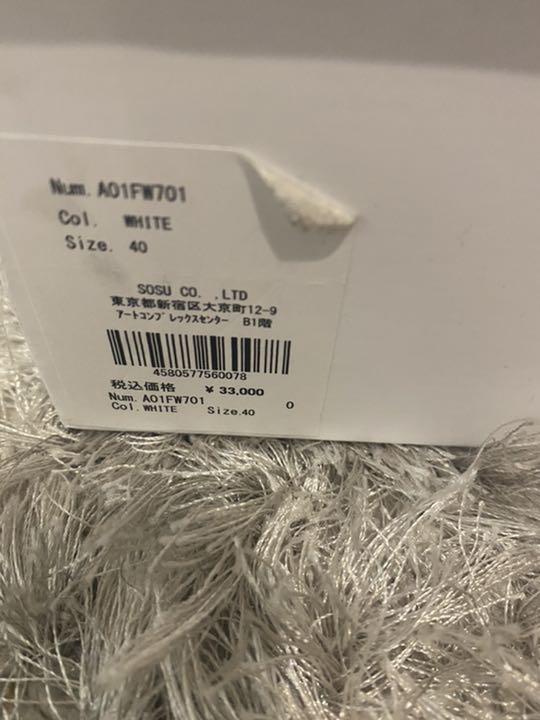 Num. A01FW701
Col. WHITE
Size. 40
SOSU CO. ,LTD
東京都新宿区大京町12-9
アートコンプレックスセンター B1階
4580577560078
税込価格 ¥ 33,000
Num. A01FW701 0
Col. WHITE Size.40